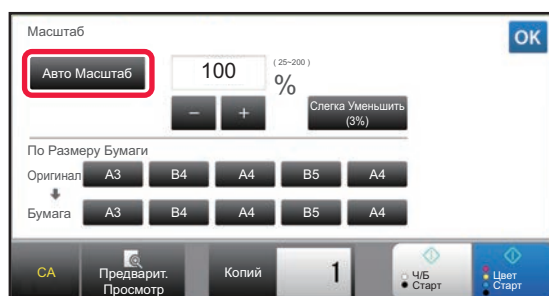 Масштаб
OK
Авто Масштаб
100
(25~200)
%
–
+
Слегка Уменьшить
(3%)
По Размеру Бумаги
Оригинал A3 B4 A4 B5 A4
Бумага A3 B4 A4 B5 A4
CA
Предварит.
Просмотр
Копий
1
Ч/Б
Старт
Цвет
Старт